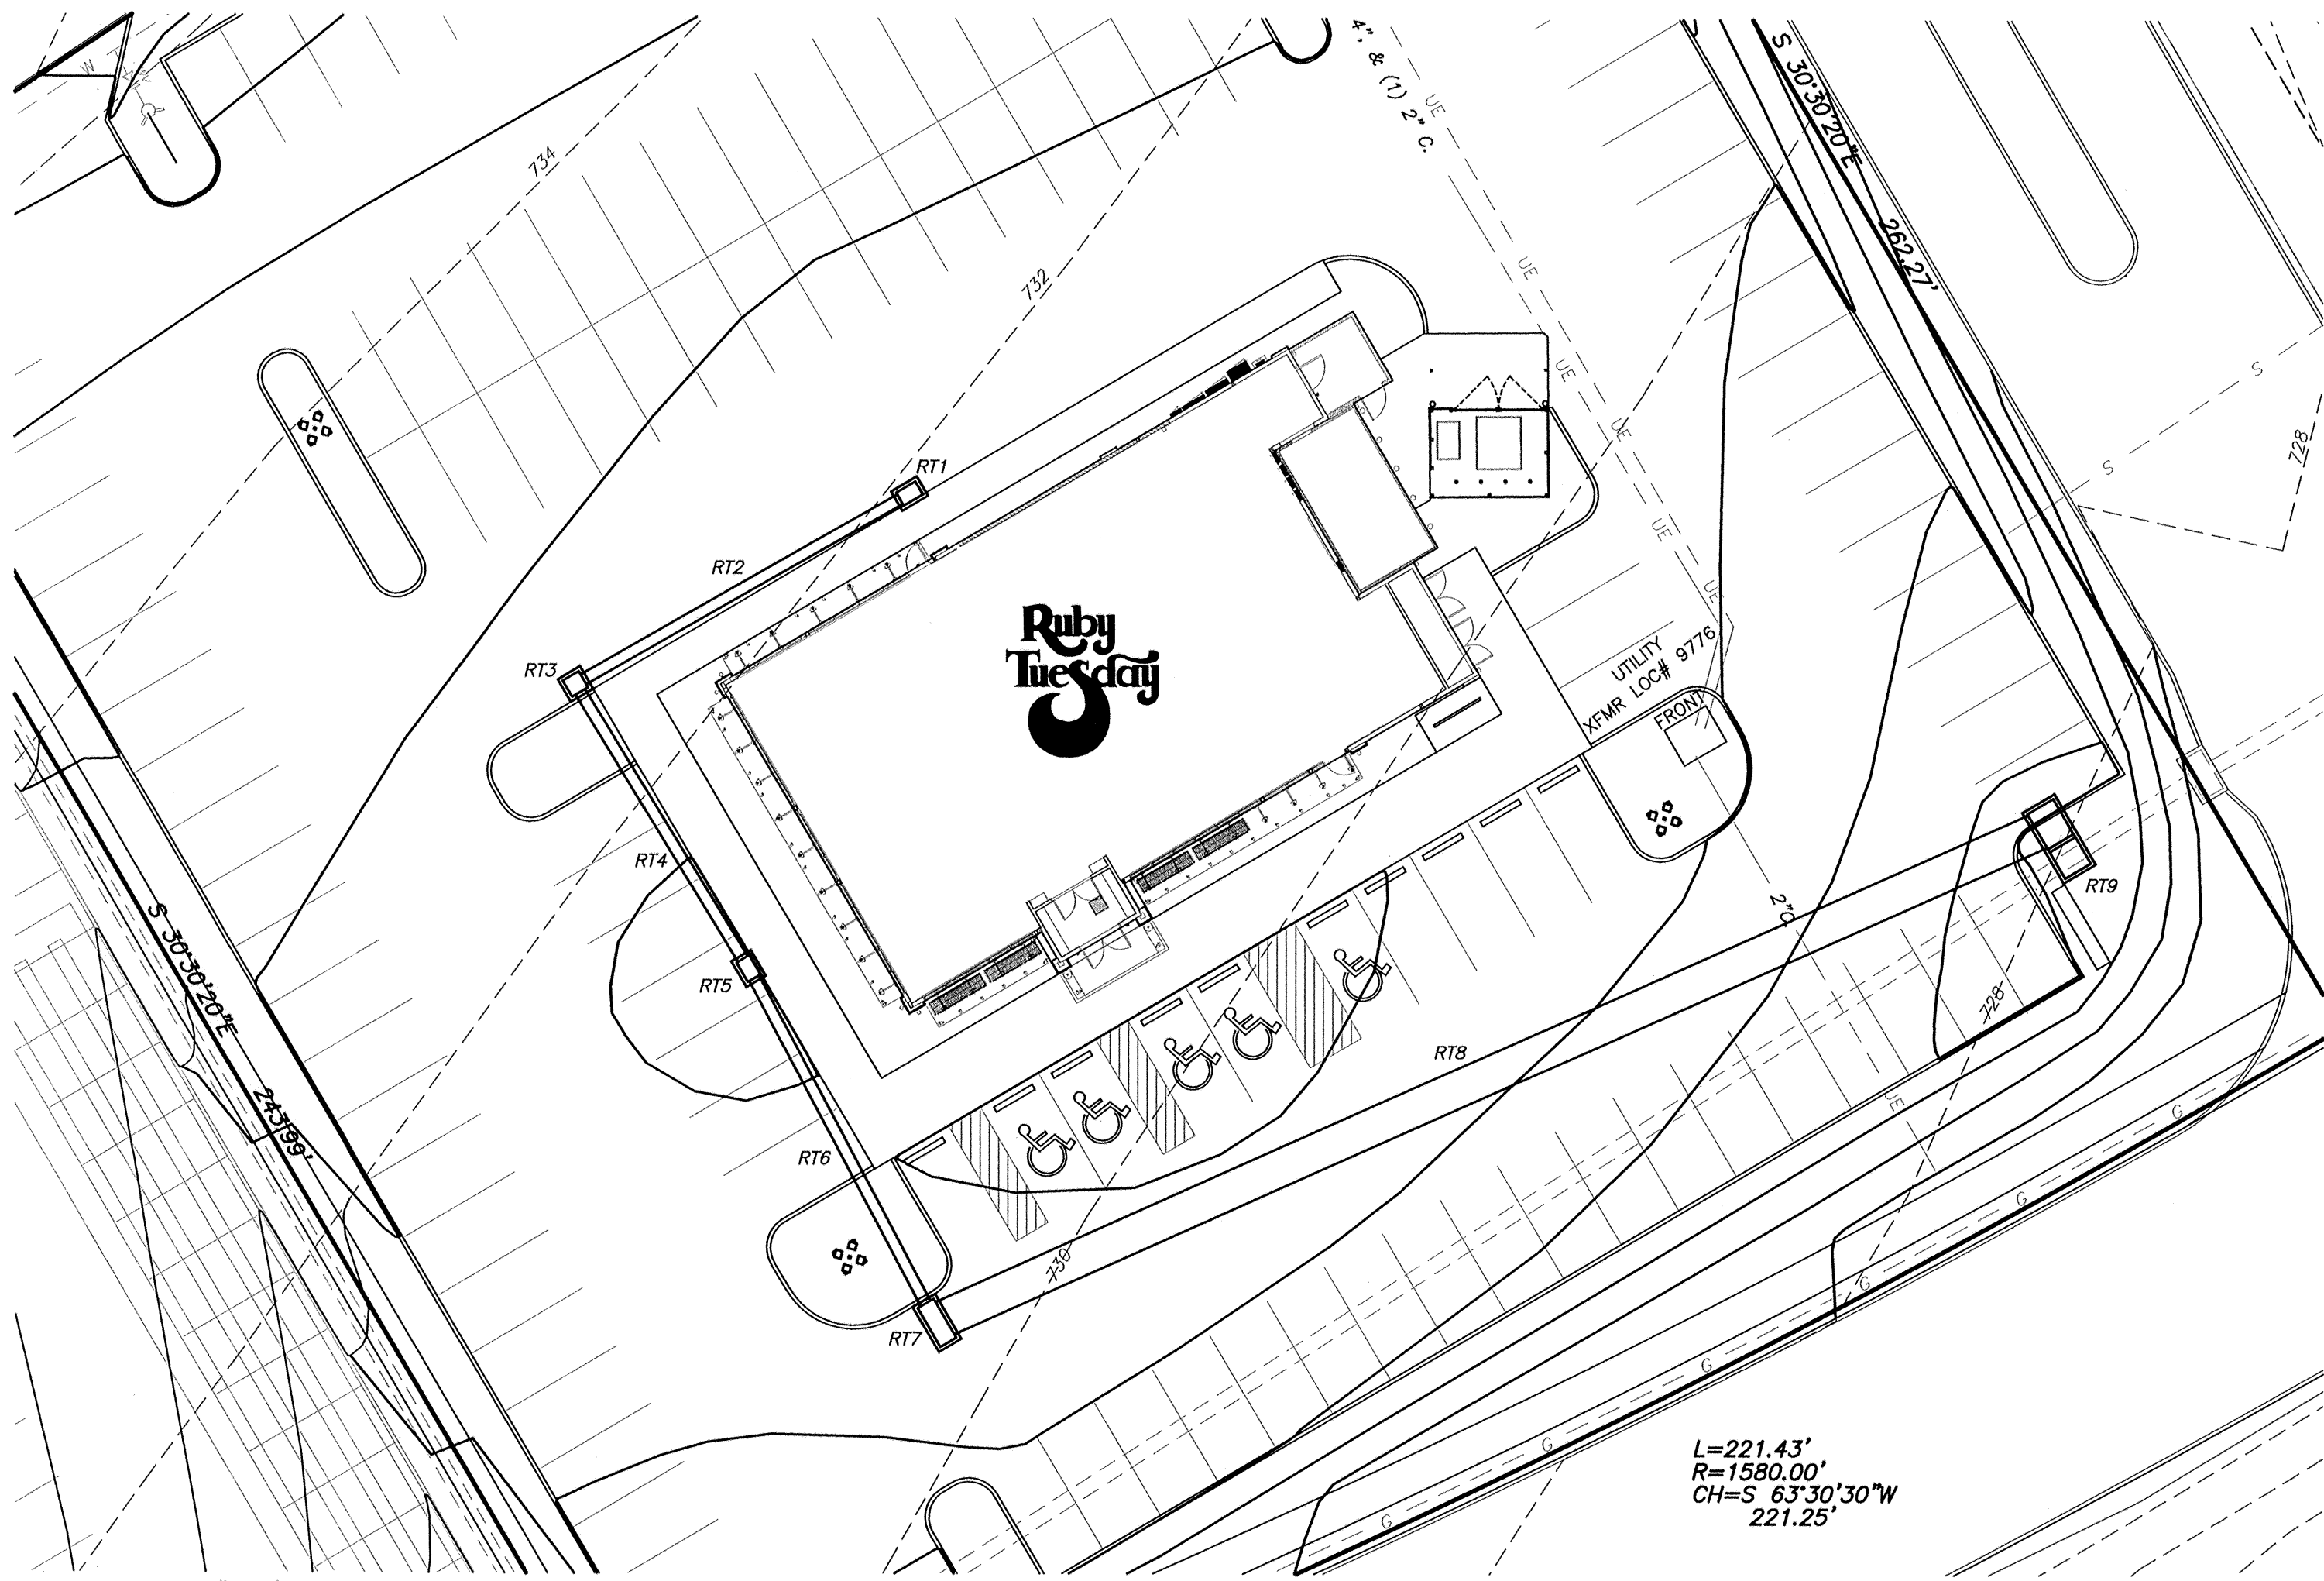 W
4", & (1) 2" C.
UE
S 30°30'20"E
734
262.27'
732
UE
UE
S
UE
728
RT1
S
UE
RT2
UE
Ruby
Tuesday
RT3
UTILITY
XFMR LOC# 9776
FRONT
RT4
RT9
2"C.
S 30°30'20"E
RT5
728
RT8
UE
243.99'
G
RT6
G
730
G
RT7
G
G
G
L=221.43'
R=1580.00'
CH=S 63°30'30"W
221.25'